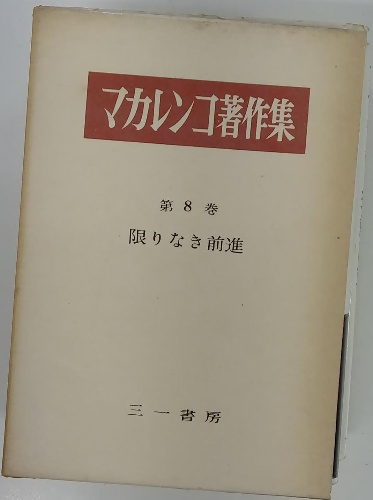 マカレンコ著作集
第8巻
限りなき前進
三一書房